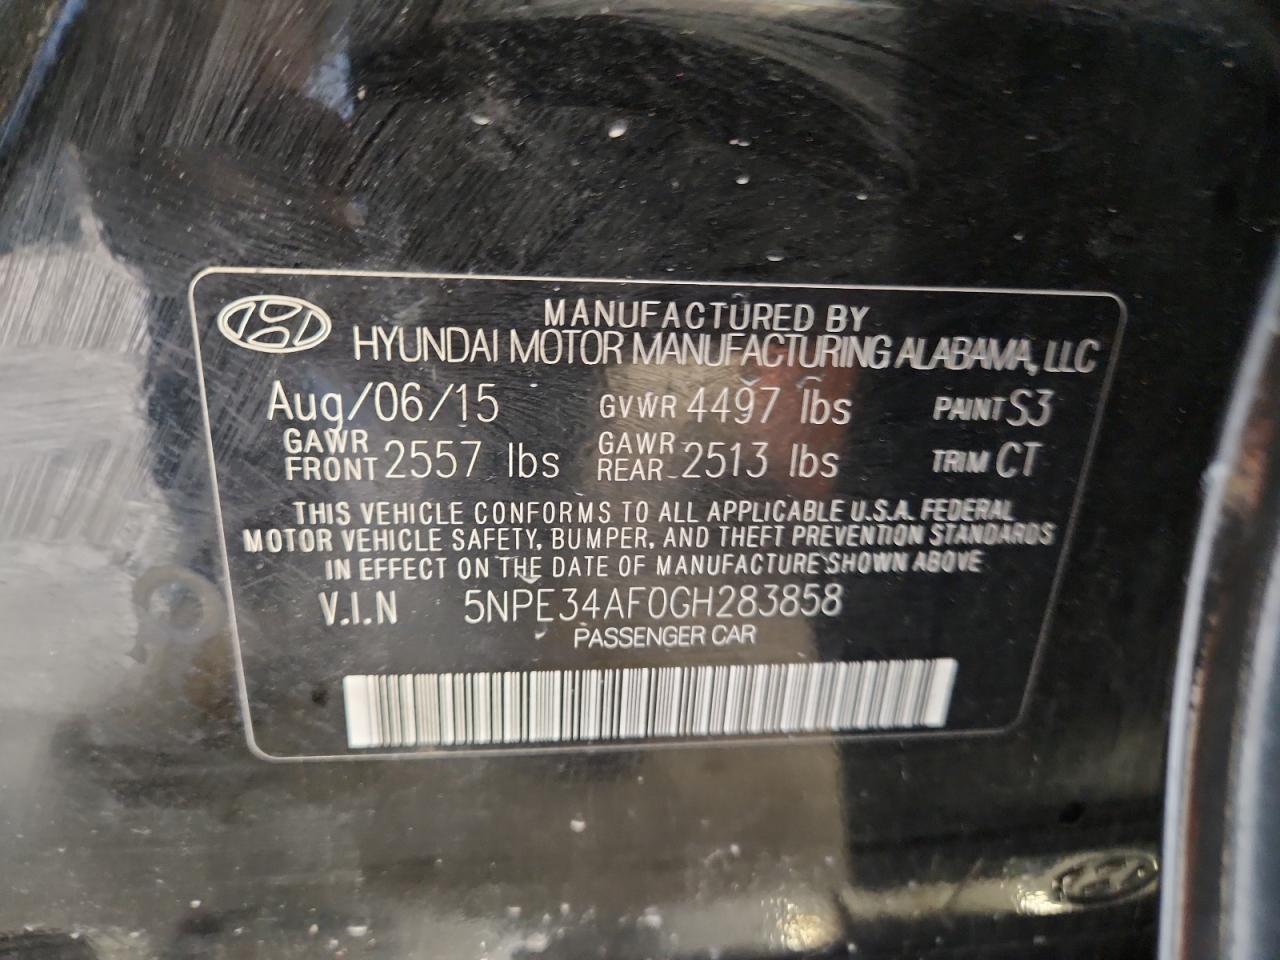 MANUFACTURED BY
HYUNDAI MOTOR MANUFACTURING ALABAMA, LLC
Aug/06/15 GVWR 4497 lbs PAINT S3
GAWR FRONT 2557 lbs GAWR REAR 2513 lbs TRIM CT
THIS VEHICLE CONFORMS TO ALL APPLICABLE U.S.A. FEDERAL
MOTOR VEHICLE SAFETY, BUMPER, AND THEFT PREVENTION STANDARDS
IN EFFECT ON THE DATE OF MANUFACTURE SHOWN ABOVE
V.I.N 5NPE34AF0GH283858
PASSENGER CAR